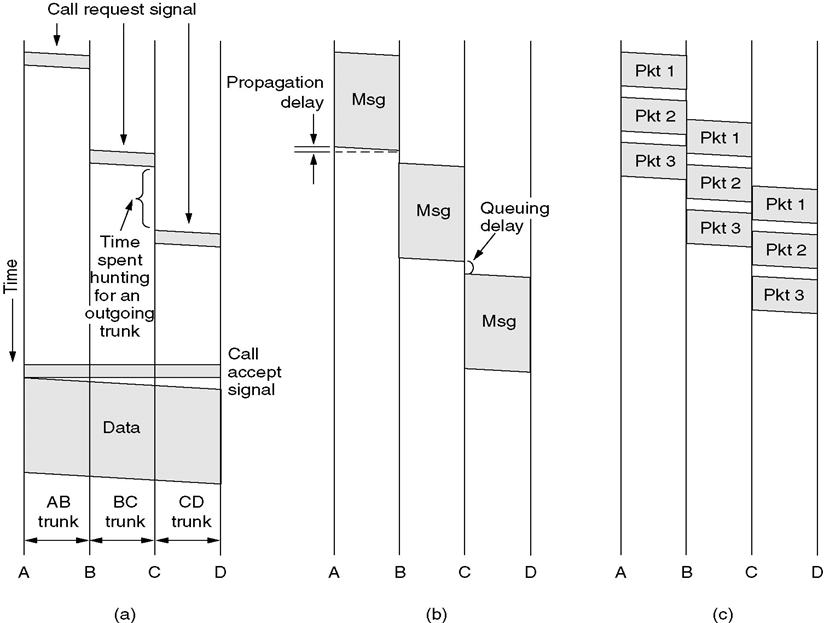 Call request signal
Propagation
delay
Msg
Msg
Queuing
delay
Msg
Pkt 1
Pkt 2
Pkt 3
Pkt 1
Pkt 2
Pkt 3
Pkt 1
Pkt 2
Pkt 3
Time
Time
spent
hunting
for an
outgoing
trunk
Call
accept
signal
Data
AB
trunk
BC
trunk
CD
trunk
A
B
C
D
A
B
C
D
A
B
C
D
(a)
(b)
(c)